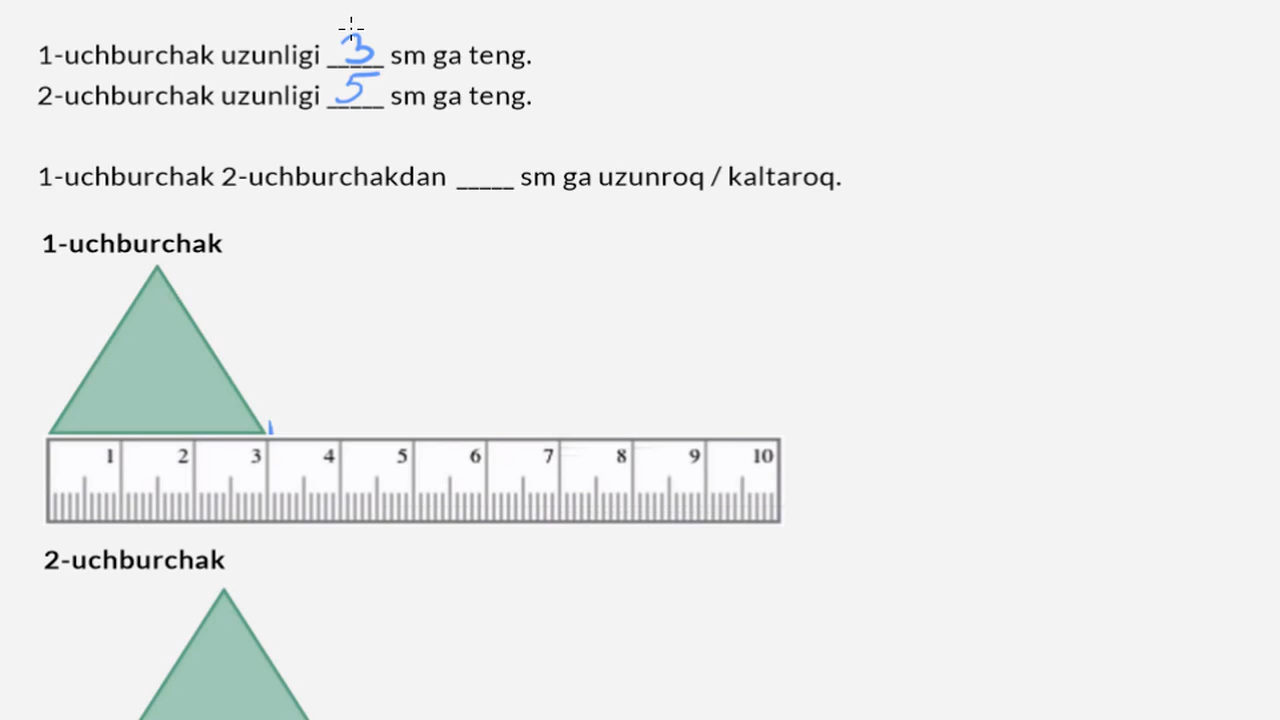 1-uchburchak uzunligi 3 sm ga teng.
2-uchburchak uzunligi 5 sm ga teng.
1-uchburchak 2-uchburchakdan _____ sm ga uzunroq / kaltaroq.
1-uchburchak
1 2 3 4 5 6 7 8 9 10
2-uchburchak